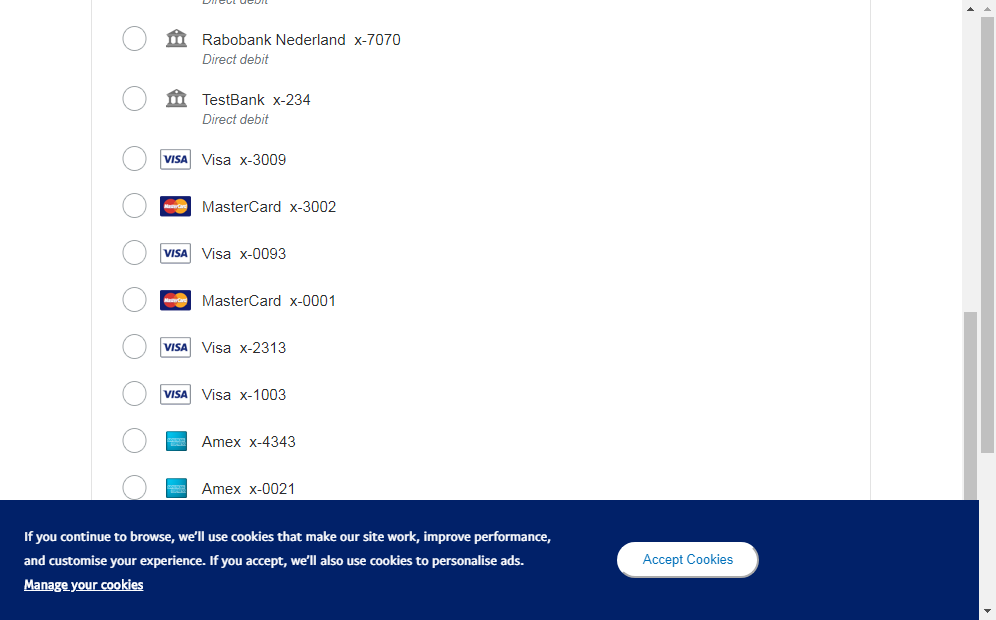 Direct debit
Rabobank Nederland x-7070
Direct debit
TestBank x-234
Direct debit
VISA Visa x-3009
MasterCard MasterCard x-3002
VISA Visa x-0093
MasterCard MasterCard x-0001
VISA Visa x-2313
VISA Visa x-1003
Amex x-4343
Amex x-0021
If you continue to browse, we'll use cookies that make our site work, improve performance,
and customise your experience. If you accept, we'll also use cookies to personalise ads.
Manage your cookies
Accept Cookies